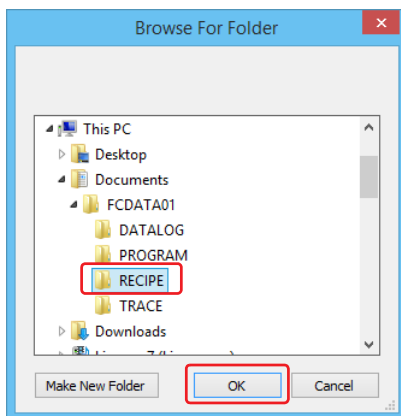 Browse For Folder
This PC
Desktop
Documents
FCDATA01
DATALOG
PROGRAM
RECIPE
TRACE
Downloads
Make New Folder
OK
Cancel